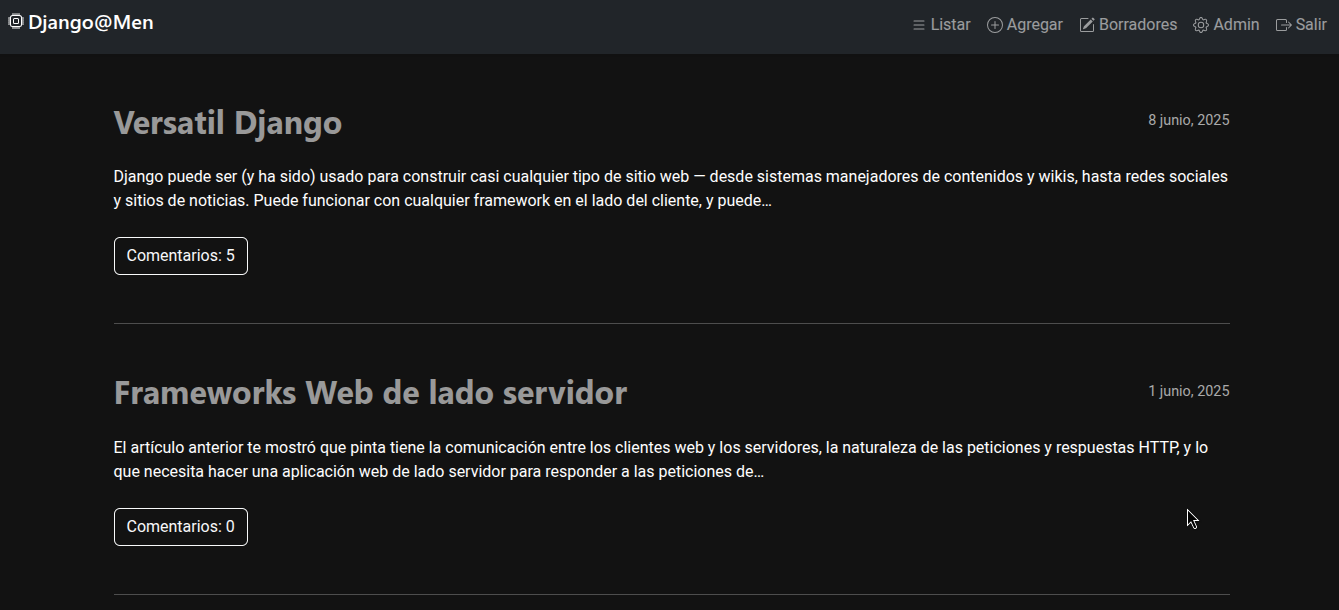 Django@Men
Listar Agregar Borradores Admin Salir
Versatil Django
8 junio, 2025
Django puede ser (y ha sido) usado para construir casi cualquier tipo de sitio web — desde sistemas manejadores de contenidos y wikis, hasta redes sociales
y sitios de noticias. Puede funcionar con cualquier framework en el lado del cliente, y puede…
Comentarios: 5
Frameworks Web de lado servidor
1 junio, 2025
El artículo anterior te mostró que pinta tiene la comunicación entre los clientes web y los servidores, la naturaleza de las peticiones y respuestas HTTP, y lo
que necesita hacer una aplicación web de lado servidor para responder a las peticiones de…
Comentarios: 0